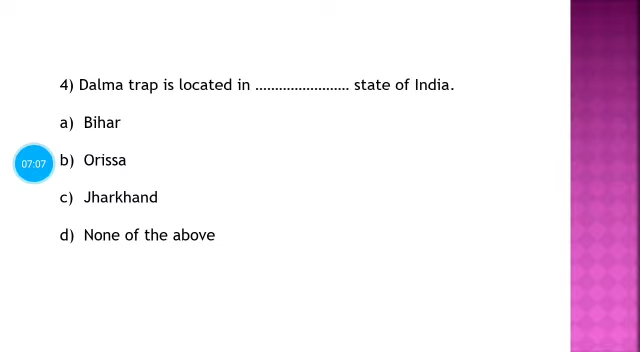 4) Dalma trap is located in ........................ state of India.
a) Bihar
07:07
b) Orissa
c) Jharkhand
d) None of the above